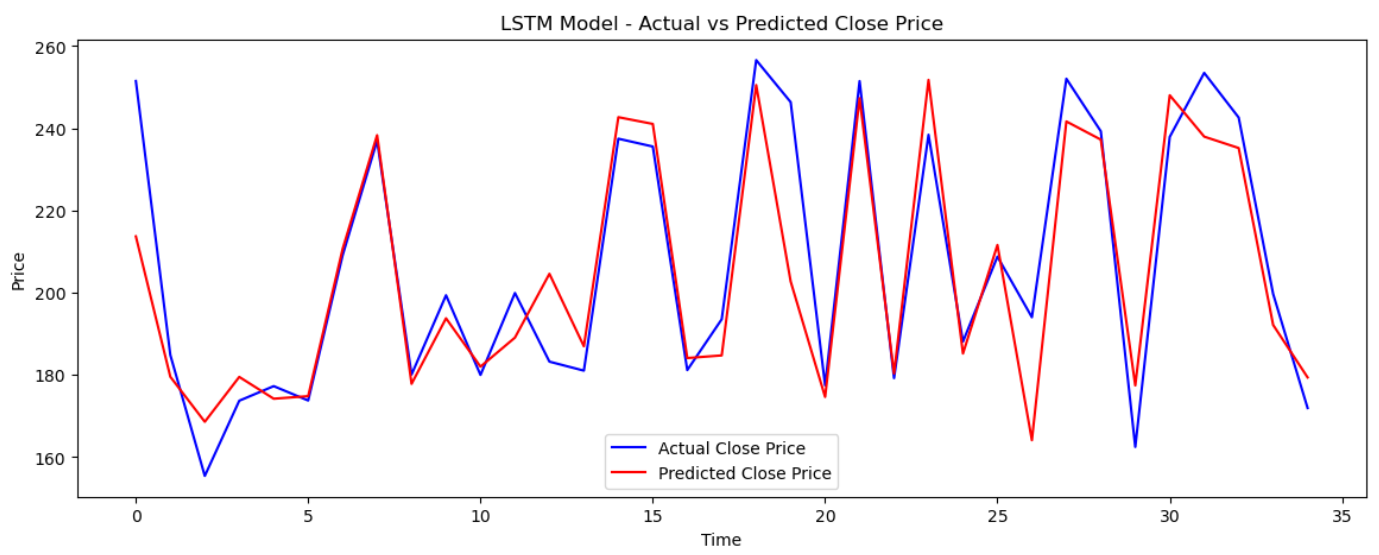 LSTM Model - Actual vs Predicted Close Price
260
240
220
200
180
160
Price
Actual Close Price
Predicted Close Price
0 5 10 15 20 25 30 35
Time